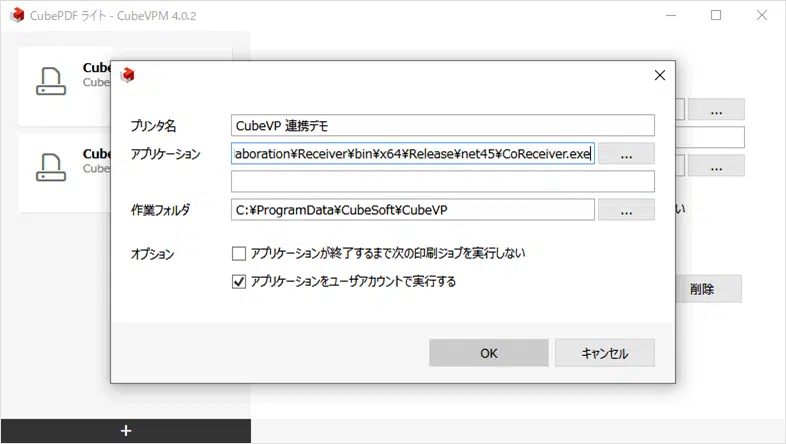 CubePDF ライト - CubeVPM 4.0.2
Cube
Cube
Cube
Cube
...
...
い
削除
+
プリンタ名
CubeVP 連携デモ
アプリケーション
aboration¥Receiver¥bin¥x64¥Release¥net45¥CoReceiver.exe
...
作業フォルダ
C:¥ProgramData¥CubeSoft¥CubeVP
...
オプション
アプリケーションが終了するまで次の印刷ジョブを実行しない
アプリケーションをユーザアカウントで実行する
OK
キャンセル